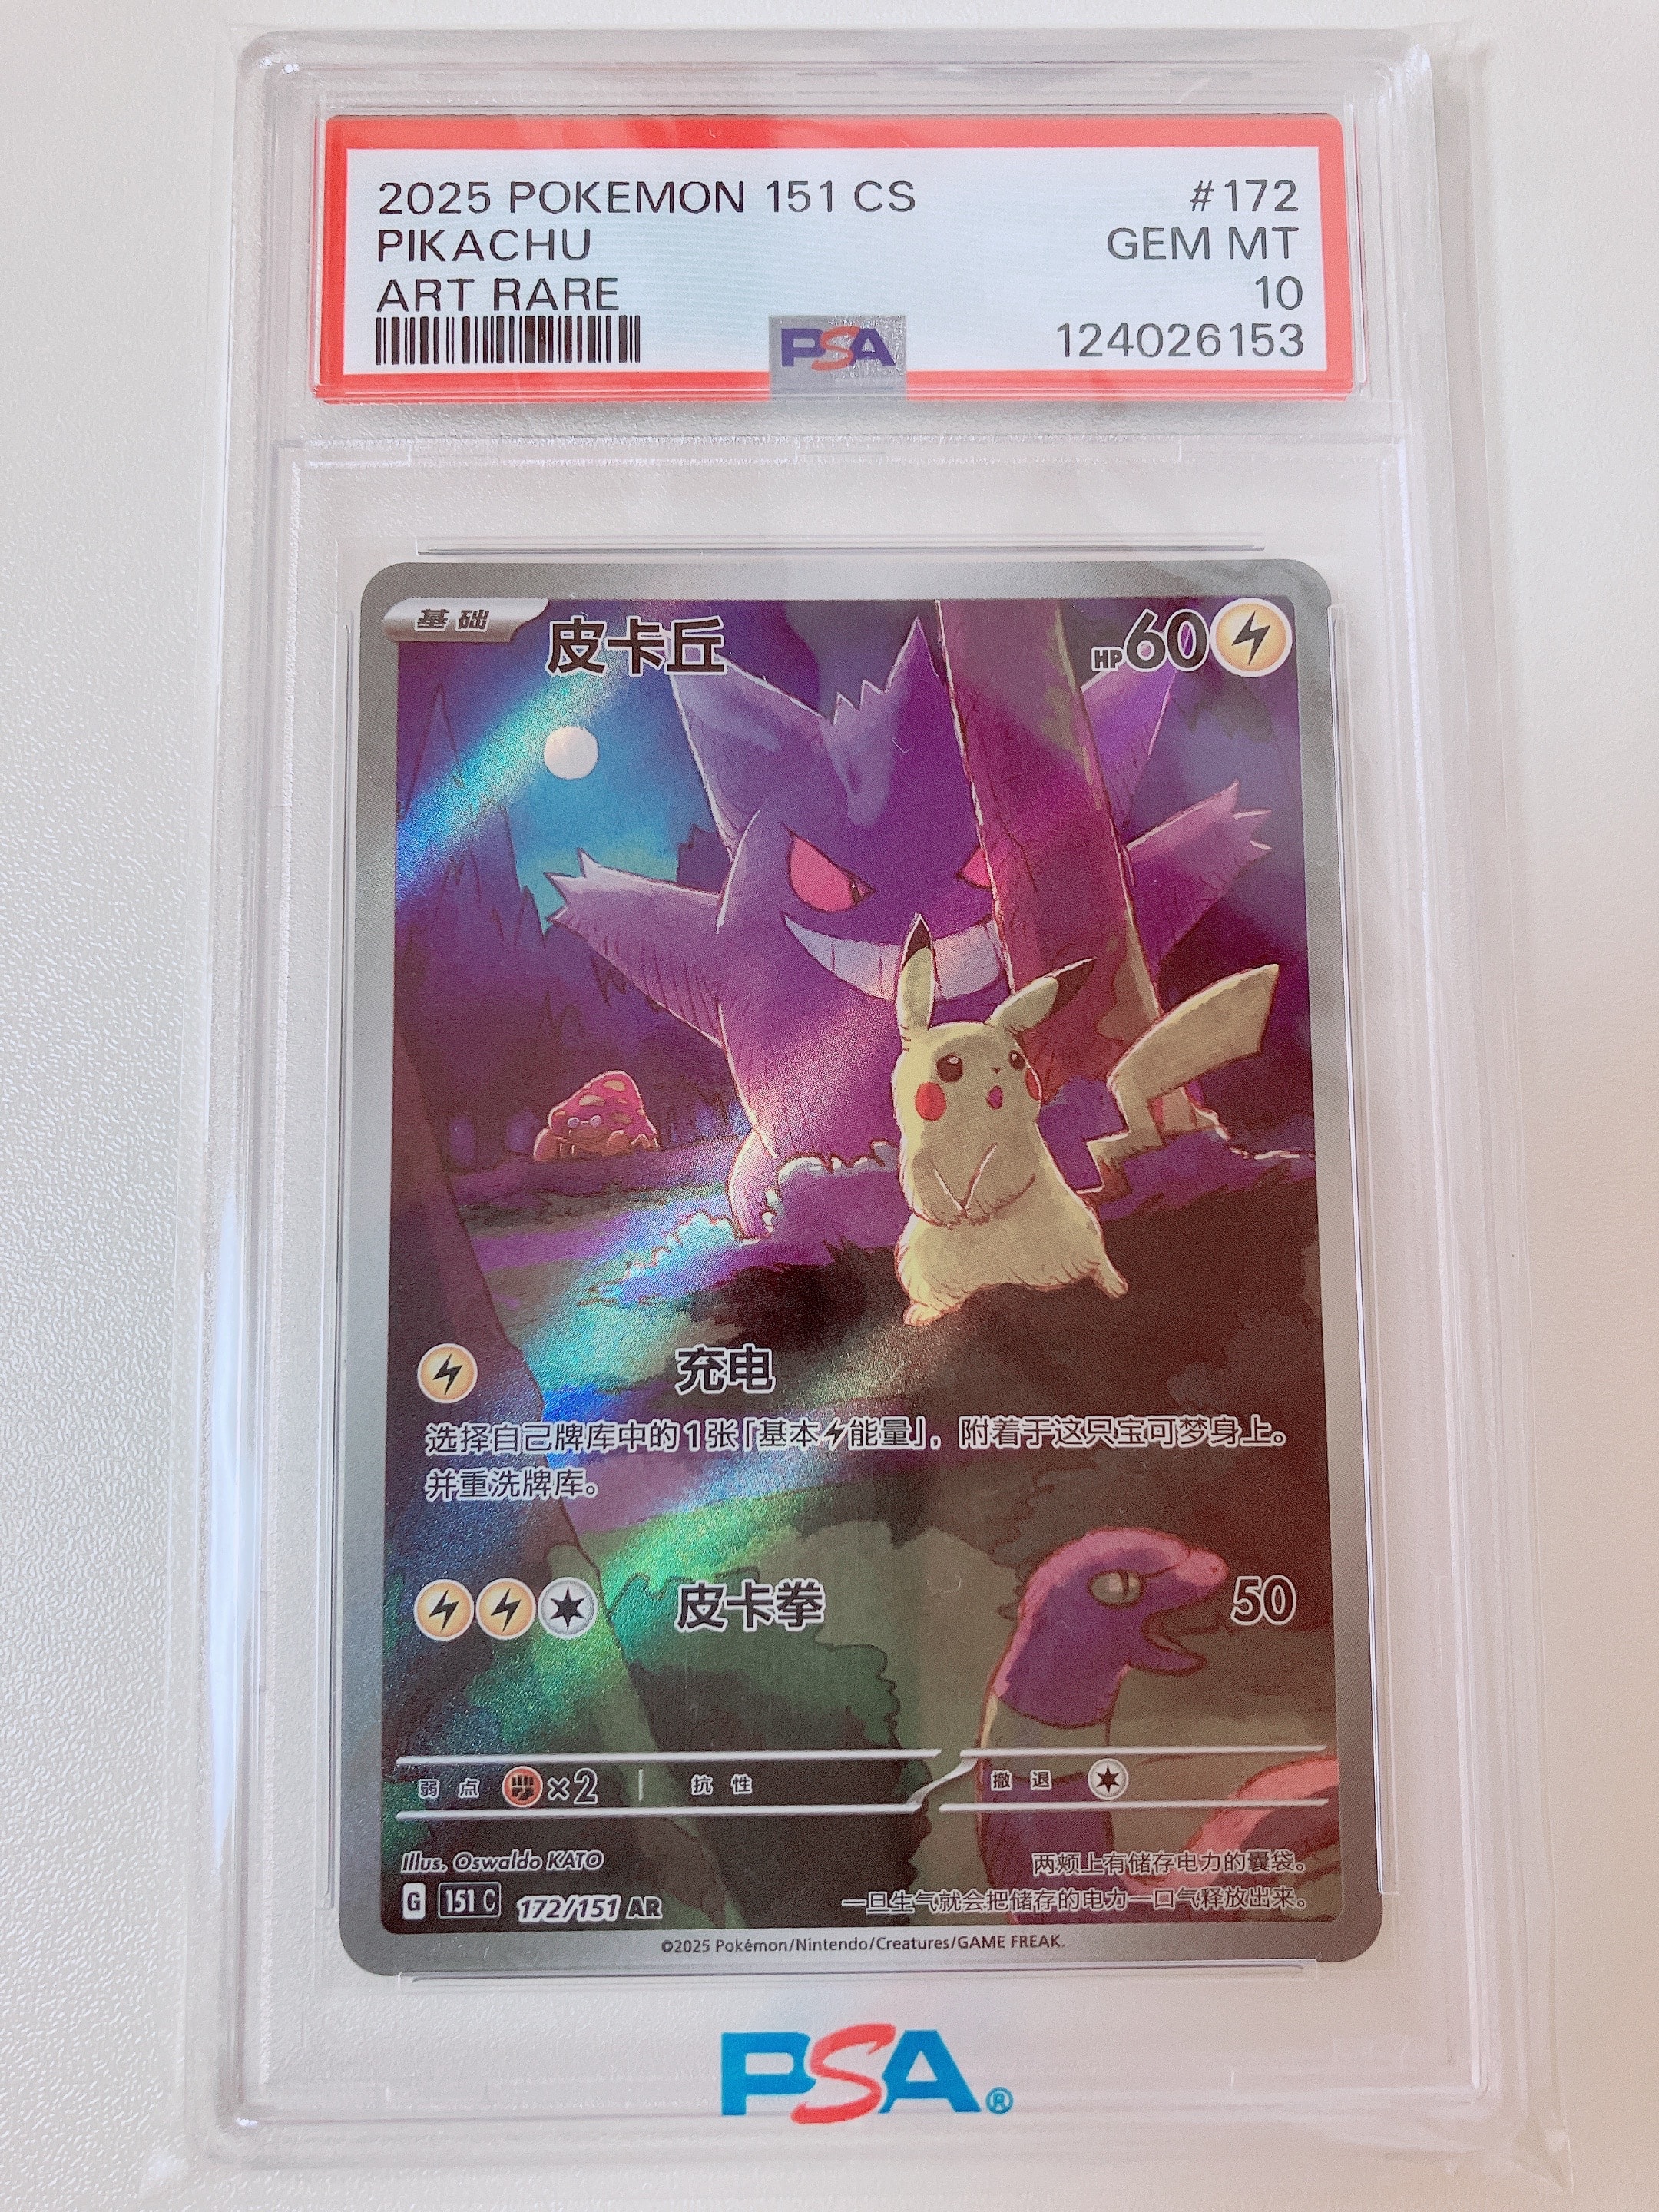 2025 POKEMON 151 CS #172
PIKACHU GEM MT
ART RARE 10
PSA 124026153
基础 皮卡丘 HP60
充电
选择自己牌库中的1张「基本能量」，附着于这只宝可梦身上。
并重洗牌库。
皮卡拳 50
弱点 ×2 抗性 撤退
Illus. Oswaldo KATO
两颊上有储存电力的囊袋。
一旦生气就会把储存的电力一口气释放出来。
G 151 C 172/151 AR
©2025 Pokémon/Nintendo/Creatures/GAME FREAK.
PSA®